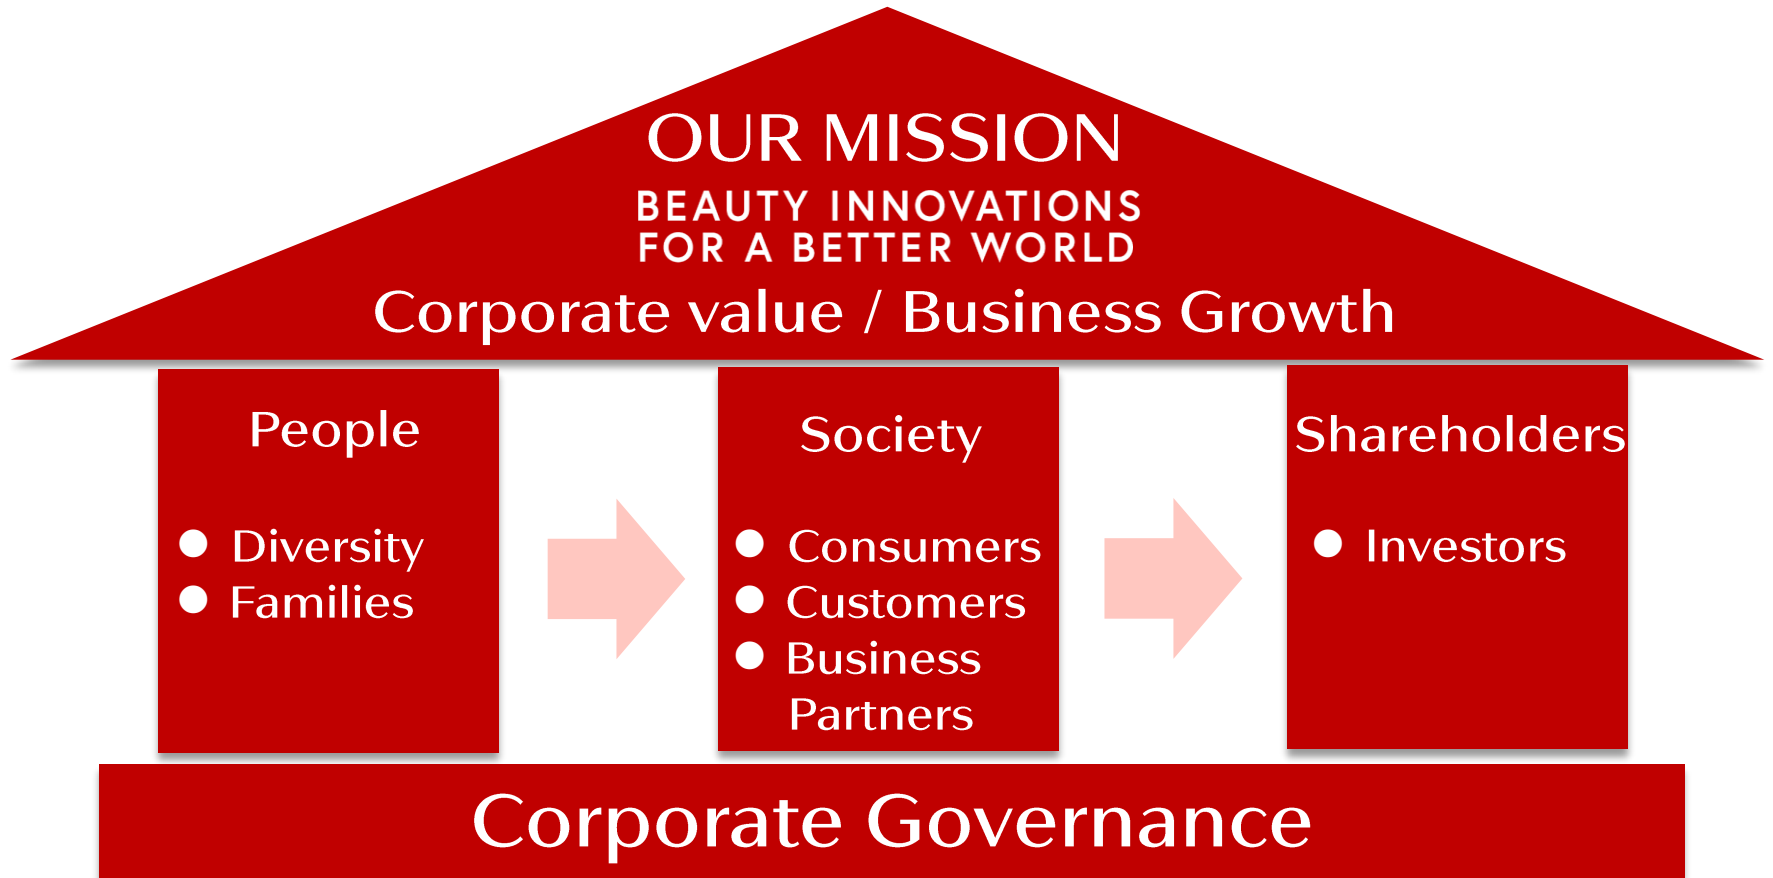 OUR MISSION
BEAUTY INNOVATIONS
FOR A BETTER WORLD
Corporate value / Business Growth
People
● Diversity
● Families
Society
● Consumers
● Customers
● Business
Partners
Shareholders
● Investors
Corporate Governance